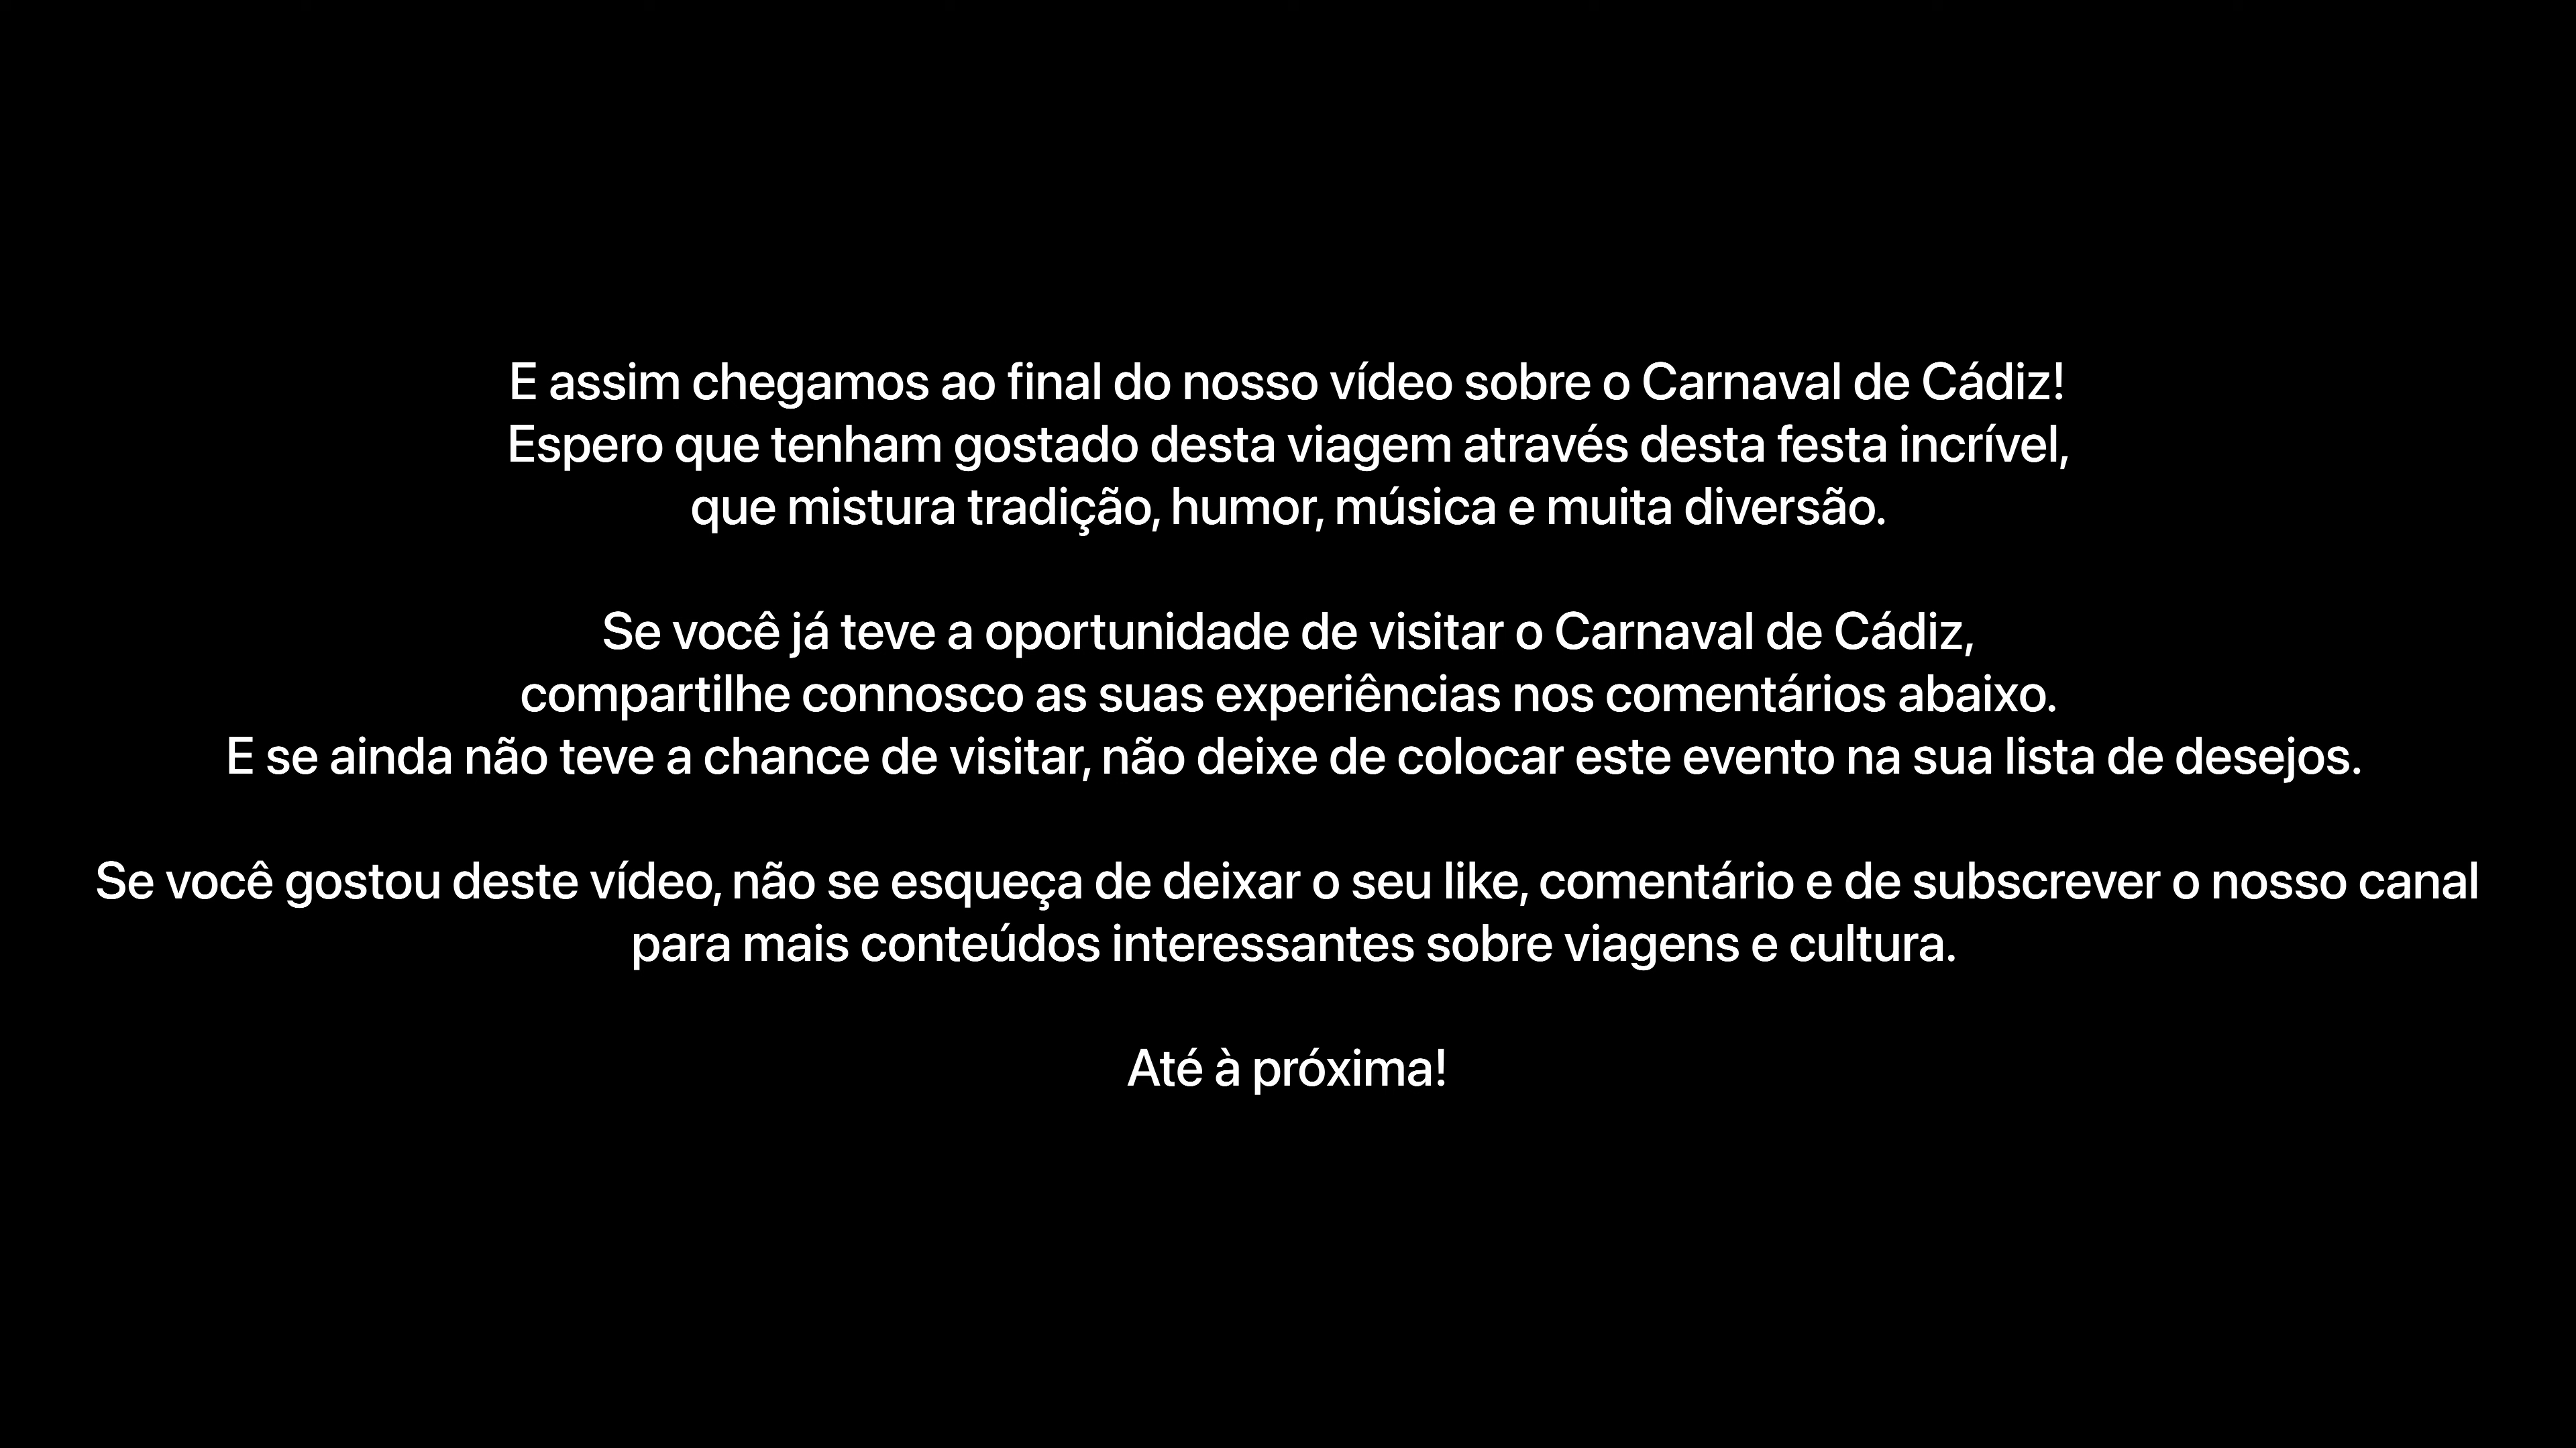 E assim chegamos ao final do nosso vídeo sobre o Carnaval de Cádiz!
Espero que tenham gostado desta viagem através desta festa incrível,
que mistura tradição, humor, música e muita diversão.
Se você já teve a oportunidade de visitar o Carnaval de Cádiz,
compartilhe connosco as suas experiências nos comentários abaixo.
E se ainda não teve a chance de visitar, não deixe de colocar este evento na sua lista de desejos.
Se você gostou deste vídeo, não se esqueça de deixar o seu like, comentário e de subscrever o nosso canal
para mais conteúdos interessantes sobre viagens e cultura.
Até à próxima!